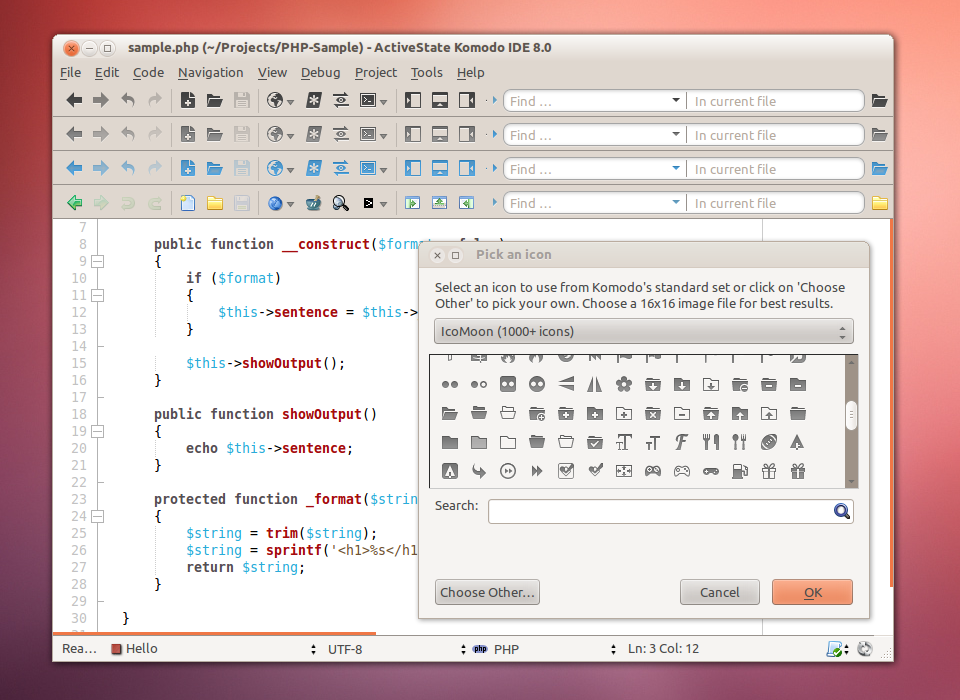 sample.php (~/Projects/PHP-Sample) - ActiveState Komodo IDE 8.0
File Edit Code Navigation View Debug Project Tools Help
Find ... In current file
Find ... In current file
Find ... In current file
Find ... In current file
7
8 public function __construct($format
9 {
10 if ($format)
11 {
12 $this->sentence = $this->
13 }
14
15 $this->showOutput();
16 }
17
18 public function showOutput()
19 {
20 echo $this->sentence;
21 }
22
23 protected function _format($strin
24 {
25 $string = trim($string);
26 $string = sprintf('<h1>%s</h1
27 return $string;
28 }
29
30 }
Pick an icon
Select an icon to use from Komodo's standard set or click on 'Choose
Other' to pick your own. Choose a 16x16 image file for best results.
IcoMoon (1000+ icons)
Search:
Choose Other... Cancel OK
Rea... Hello UTF-8 php PHP Ln: 3 Col: 12